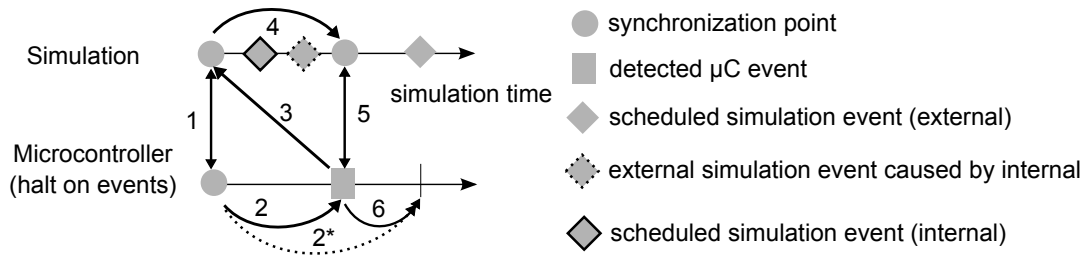 4
Simulation
simulation time
1
3
5
Microcontroller
(halt on events)
2
6
2*
synchronization point
detected µC event
scheduled simulation event (external)
external simulation event caused by internal
scheduled simulation event (internal)